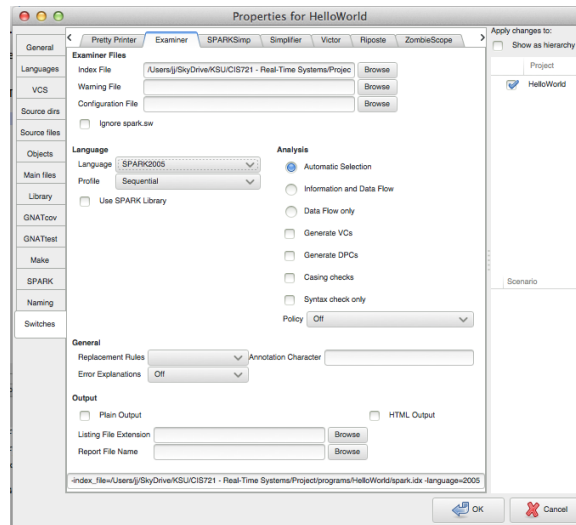 Properties for HelloWorld
General
Languages
VCS
Source dirs
Source files
Objects
Main files
Library
GNATcov
GNATtest
Make
SPARK
Naming
Switches
Pretty Printer Examiner SPARKSimp Simplifier Victor Riposte ZombieScope
Examiner Files
Index File /Users/jj/SkyDrive/KSU/CIS721 - Real-Time Systems/Projec Browse
Warning File Browse
Configuration File Browse
Ignore spark.sw
Language
Language SPARK2005
Profile Sequential
Use SPARK Library
Analysis
Automatic Selection
Information and Data Flow
Data Flow only
Generate VCs
Generate DPCs
Casing checks
Syntax check only
Policy Off
General
Replacement Rules Annotation Character
Error Explanations Off
Output
Plain Output HTML Output
Listing File Extension Browse
Report File Name Browse
-index_file=/Users/jj/SkyDrive/KSU/CIS721 - Real-Time Systems/Project/programs/HelloWorld/spark.idx -language=2005
Apply changes to:
Show as hierarchy
Project
HelloWorld
Scenario
OK Cancel